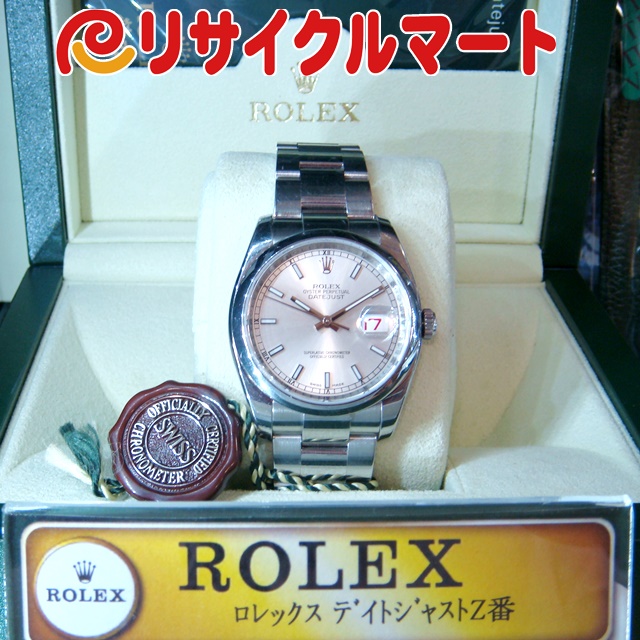 リサイクルマート
ROLEX
ROLEX
OYSTER PERPETUAL
DATEJUST
17
SUPERLATIVE CHRONOMETER
OFFICIALLY CERTIFIED
OFFICIALLY CERTIFIED
SWISS
CHRONOMETER
ROLEX
ROLEX
ロレックス デイトジャストZ番